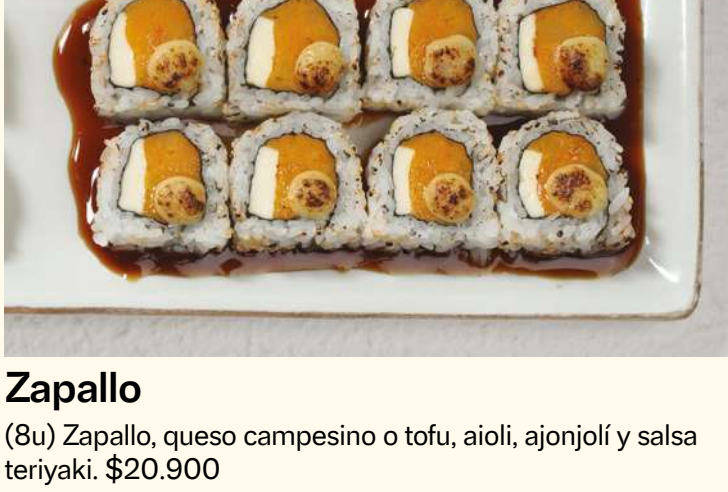 Zapallo
(8u) Zapallo, queso campesino o tofu, aioli, ajonjolí y salsa
teriyaki. $20.900